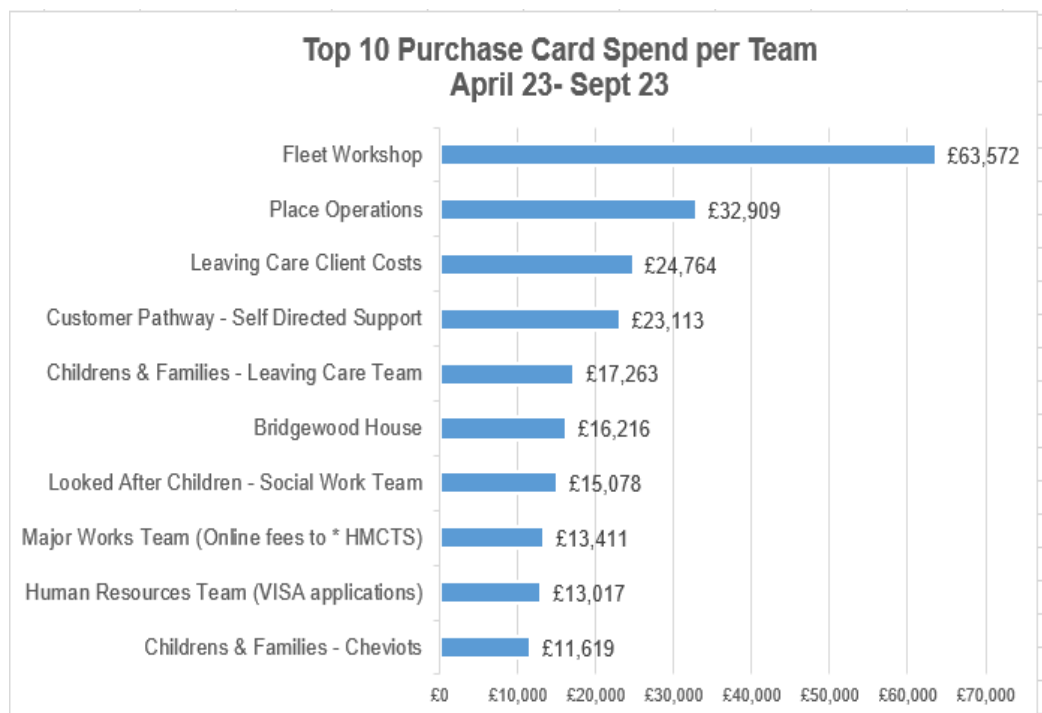 Top 10 Purchase Card Spend per Team
April 23- Sept 23
Fleet Workshop £63,572
Place Operations £32,909
Leaving Care Client Costs £24,764
Customer Pathway - Self Directed Support £23,113
Childrens & Families - Leaving Care Team £17,263
Bridgewood House £16,216
Looked After Children - Social Work Team £15,078
Major Works Team (Online fees to * HMCTS) £13,411
Human Resources Team (VISA applications) £13,017
Childrens & Families - Cheviots £11,619
£0 £10,000 £20,000 £30,000 £40,000 £50,000 £60,000 £70,000